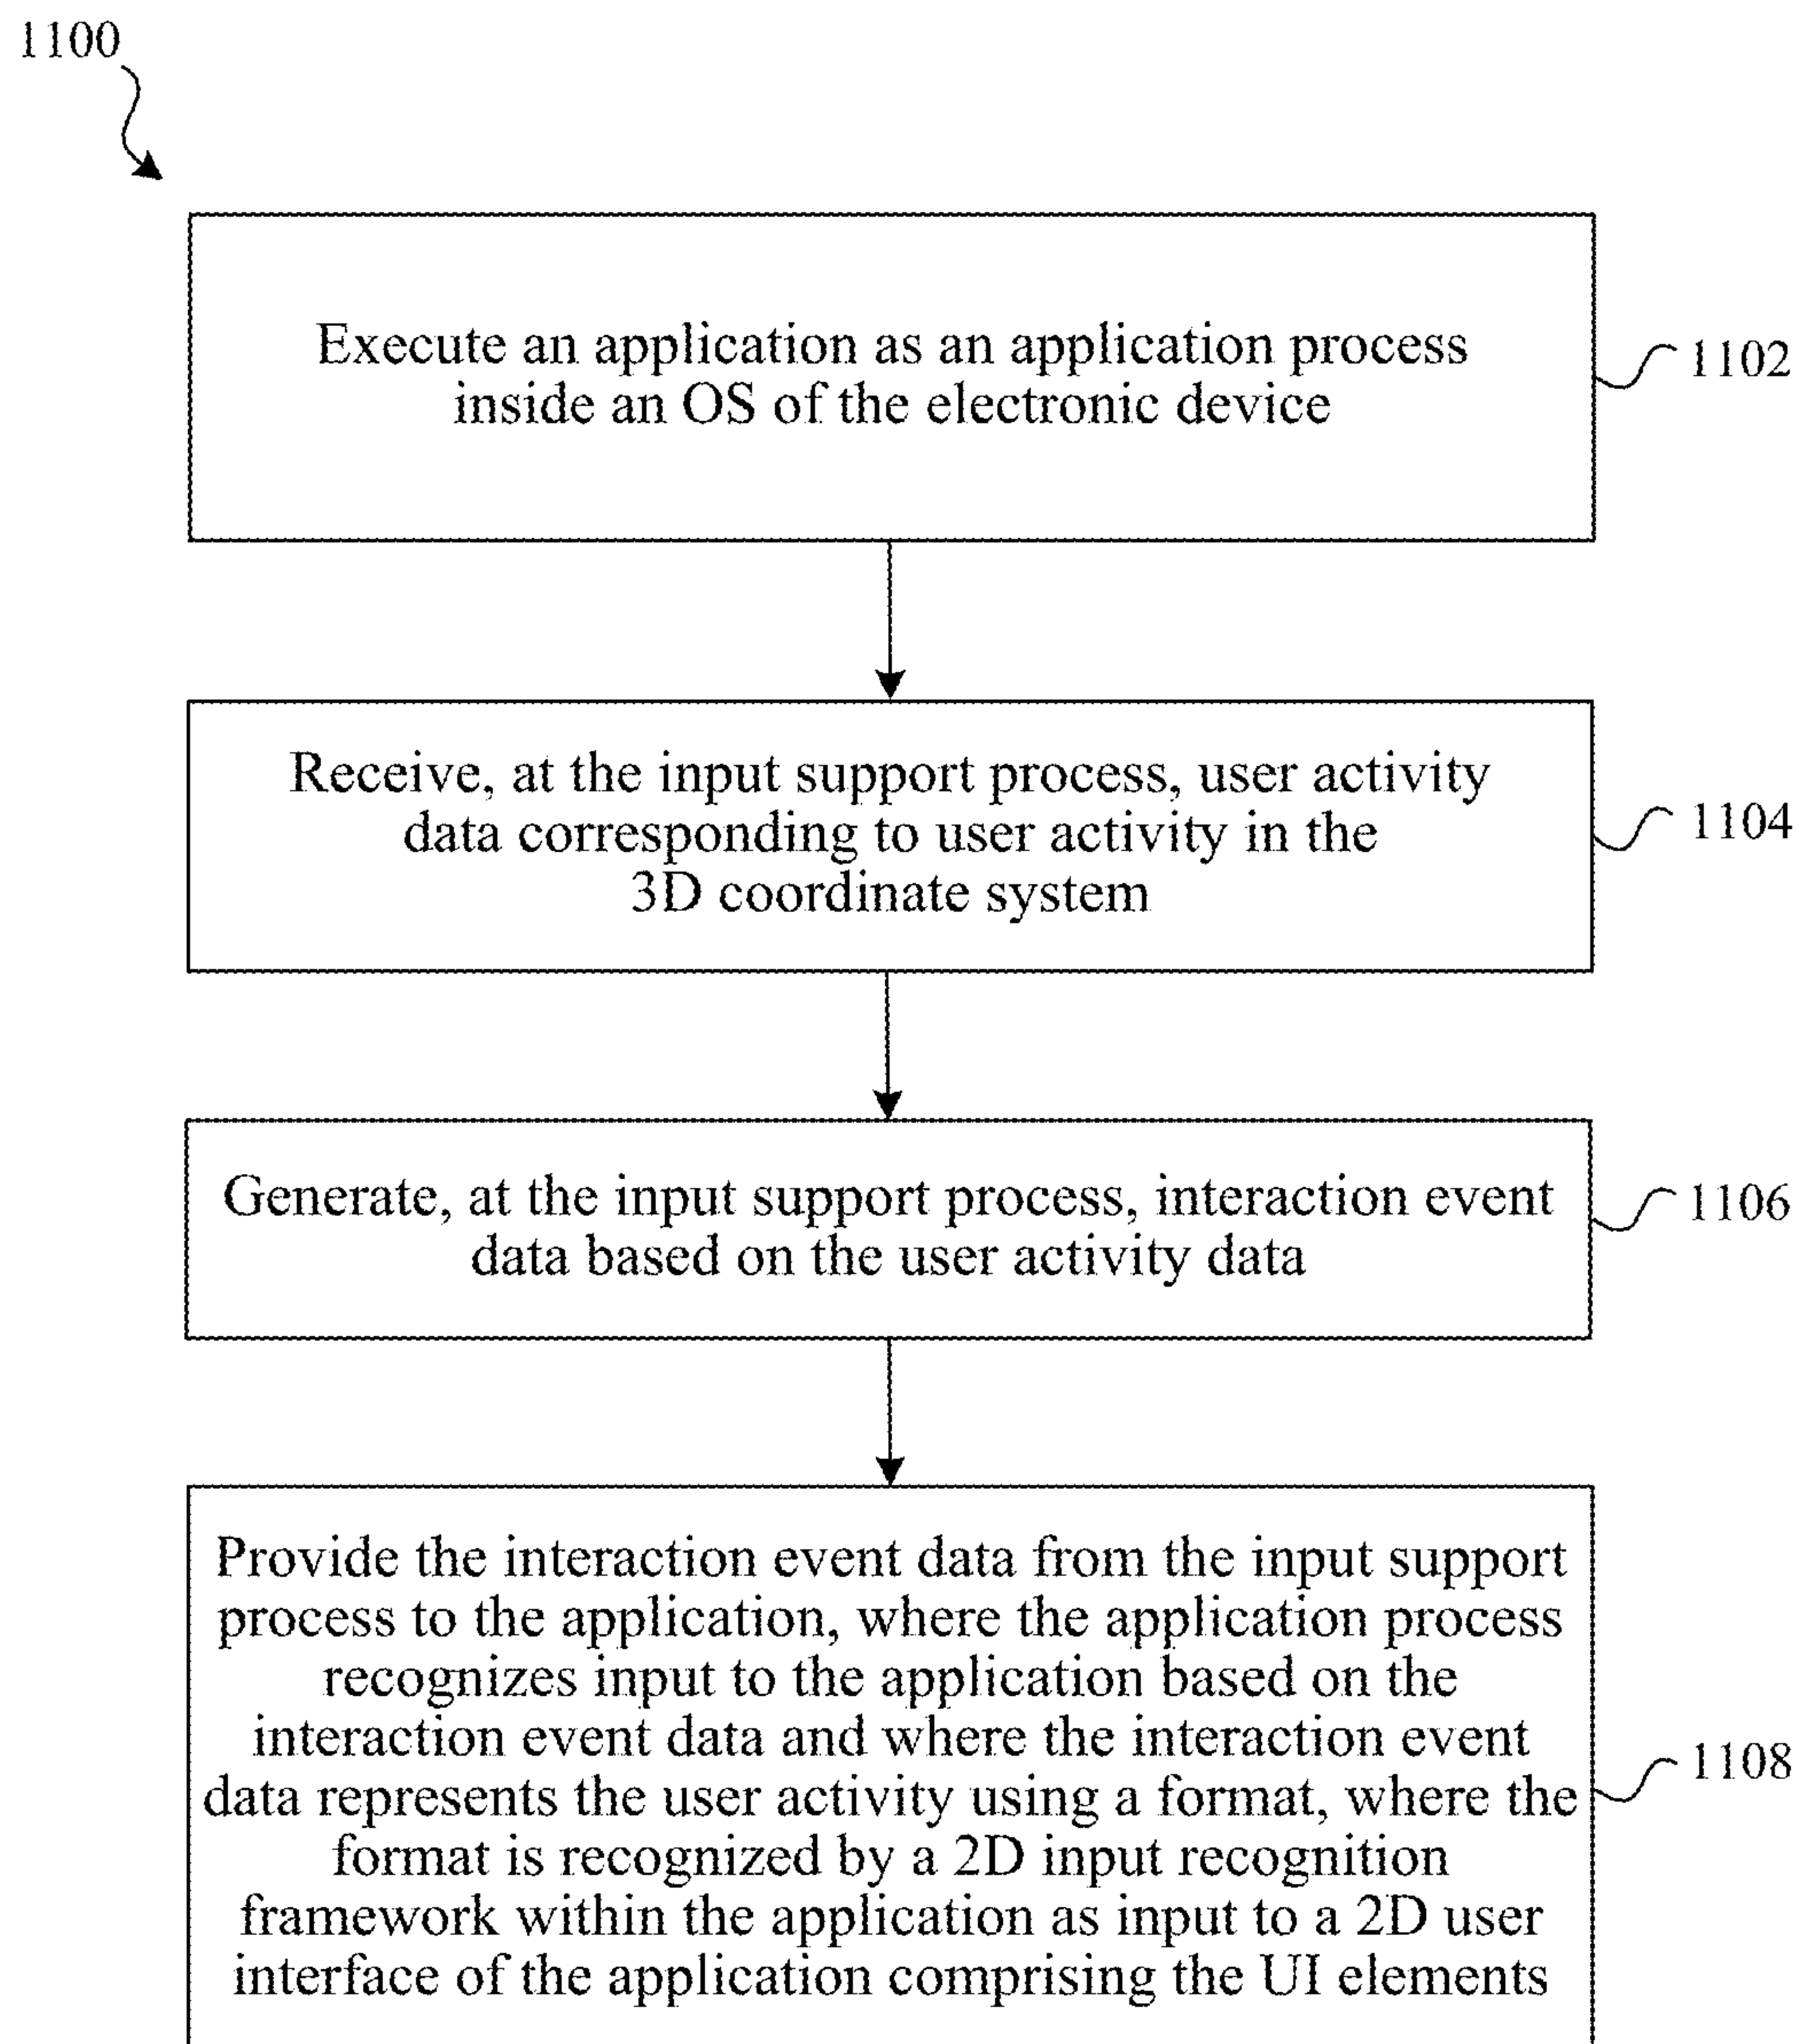 1100
Execute an application as an application process
inside an OS of the electronic device
1102
Receive, at the input support process, user activity
data corresponding to user activity in the
3D coordinate system
1104
Generate, at the input support process, interaction event
data based on the user activity data
1106
Provide the interaction event data from the input support
process to the application, where the application process
recognizes input to the application based on the
interaction event data and where the interaction event
data represents the user activity using a format, where the
format is recognized by a 2D input recognition
framework within the application as input to a 2D user
interface of the application comprising the UI elements
1108